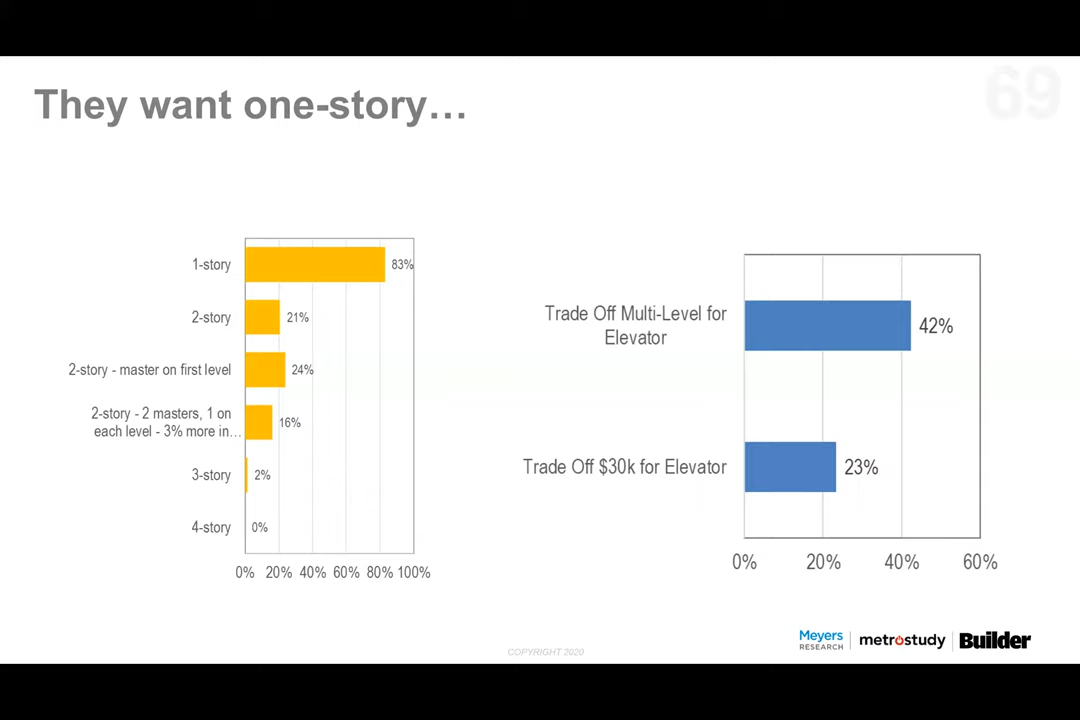 69
They want one-story…
1-story
83%
2-story
21%
2-story - master on first level
24%
2-story - 2 masters, 1 on
each level - 3% more in…
16%
3-story
2%
4-story
0%
0% 20% 40% 60% 80% 100%
Trade Off Multi-Level for
Elevator
42%
Trade Off $30k for Elevator
23%
0% 20% 40% 60%
Meyers
RESEARCH
metrostudy
Builder
COPYRIGHT 2020